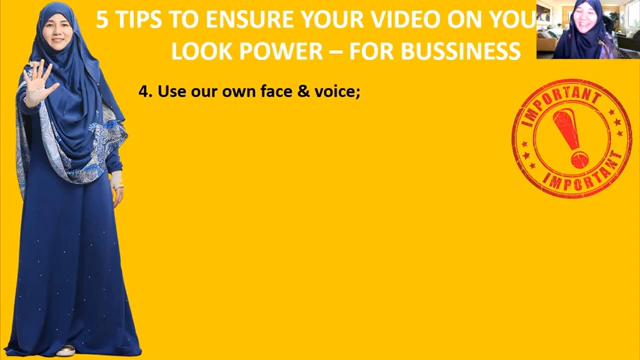 5 TIPS TO ENSURE YOUR VIDEO ON YOU
LOOK POWER – FOR BUSSINESS
4. Use our own face & voice;
IMPORTANT
IMPORTANT